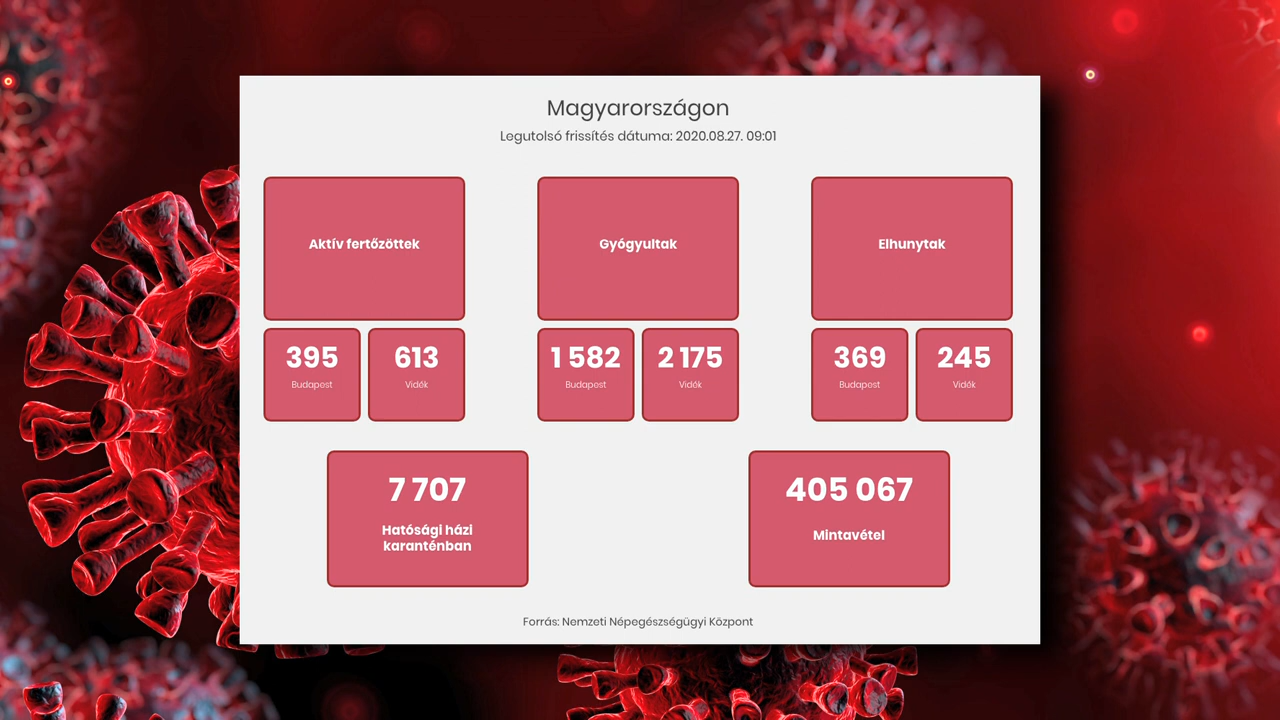 Magyarországon
Legutolsó frissítés dátuma: 2020.08.27. 09:01
Aktív fertőzöttek
Gyógyultak
Elhunytak
395
613
1 582
2 175
369
245
Budapest
Vidék
Budapest
Vidék
Budapest
Vidék
7 707
405 067
Hatósági házi
karanténban
Mintavétel
Forrás: Nemzeti Népegészségügyi Központ